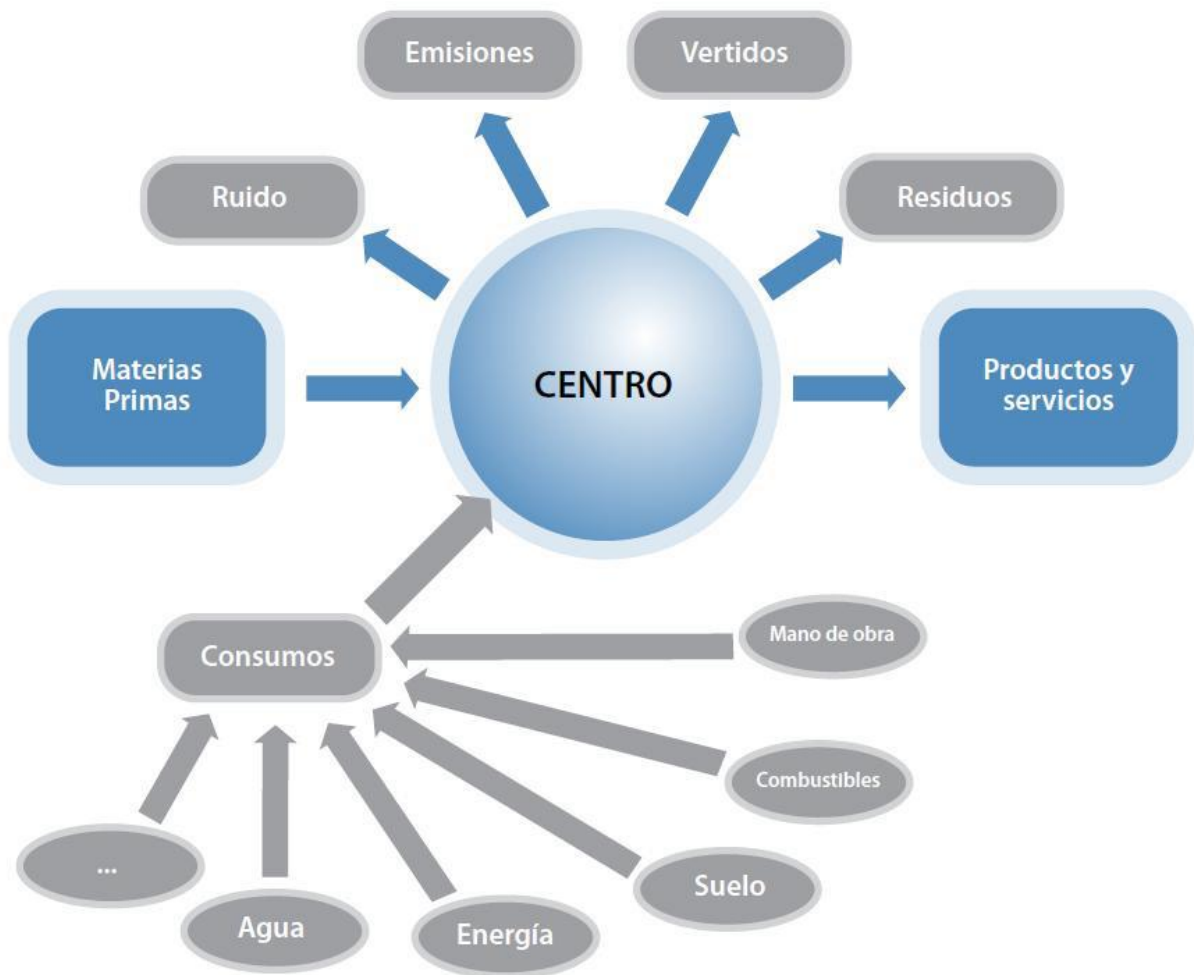 Emisiones
Vertidos
Ruido
Residuos
Materias
Primas
CENTRO
Productos y
servicios
Consumos
Mano de obra
Combustibles
Suelo
Energía
Agua
...